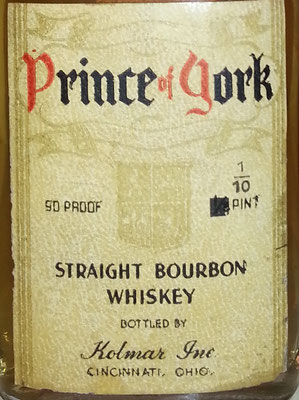 Prince of York
90 PROOF
1/10
PINT
STRAIGHT BOURBON
WHISKEY
BOTTLED BY
Kolmar Inc
CINCINNATI, OHIO.